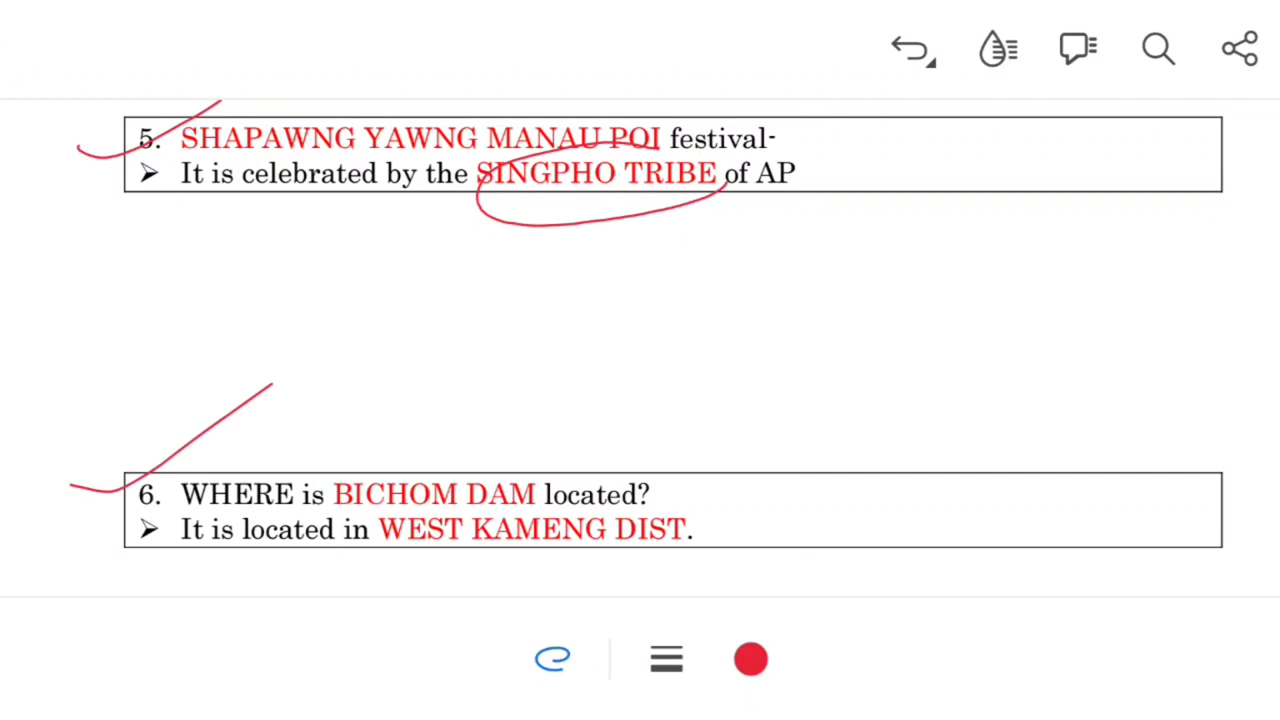 5. SHAPAWNG YAWNG MANAU POI festival-
➢ It is celebrated by the SINGPHO TRIBE of AP
6. WHERE is BICHOM DAM located?
➢ It is located in WEST KAMENG DIST.